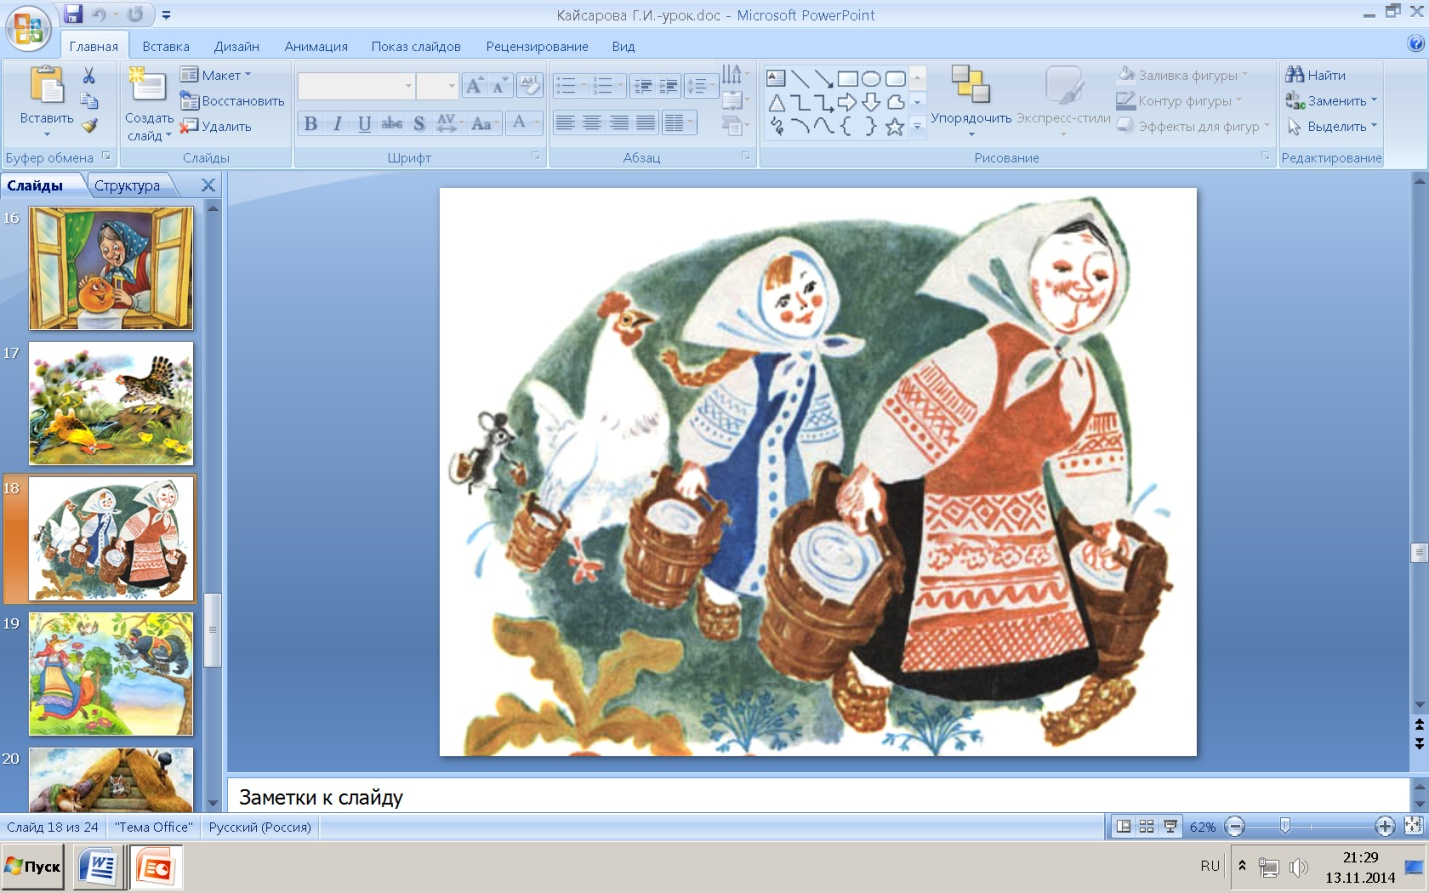 Кайсарова Г.И.-урок.doc - Microsoft PowerPoint
Главная Вставка Дизайн Анимация Показ слайдов Рецензирование Вид
Вставить
Буфер обмена
Создать слайд
Макет
Восстановить
Удалить
Слайды
Шрифт
Абзац
Упорядочить
Экспресс-стили
Заливка фигуры
Контур фигуры
Эффекты для фигур
Рисование
Найти
Заменить
Выделить
Редактирование
Слайды Структура
16
17
18
19
20
Заметки к слайду
Слайд 18 из 24 "Тема Office" Русский (Россия) 62%
Пуск
RU
21:29
13.11.2014